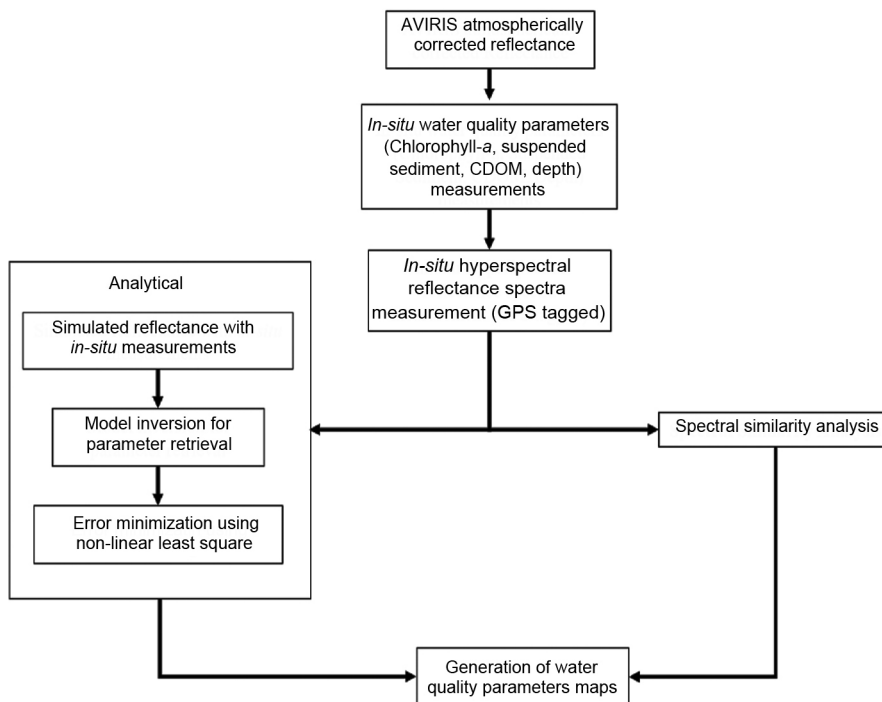 AVIRIS atmospherically
corrected reflectance
In-situ water quality parameters
(Chlorophyll-a, suspended
sediment, CDOM, depth)
measurements
In-situ hyperspectral
reflectance spectra
measurement (GPS tagged)
Analytical
Simulated reflectance with
in-situ measurements
Model inversion for
parameter retrieval
Error minimization using
non-linear least square
Spectral similarity analysis
Generation of water
quality parameters maps